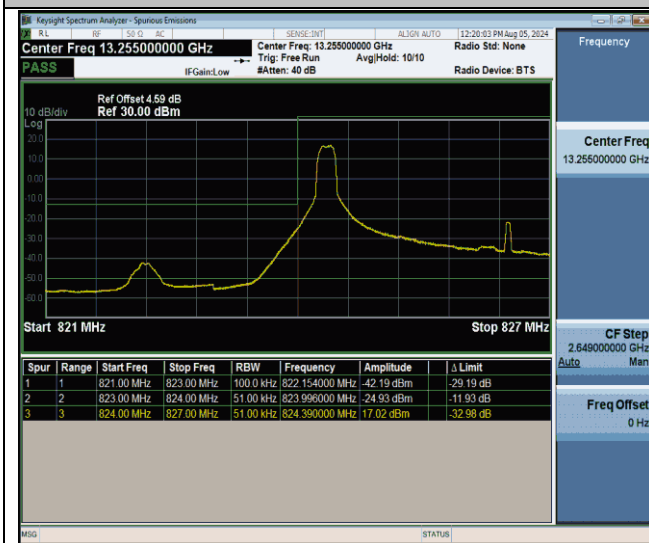 Keysight Spectrum Analyzer - Spurious Emissions
RL RF 50 Ω AC SENSE:INT ALIGN AUTO 12:20:03 PM Aug 05, 2024
Center Freq 13.255000000 GHz Center Freq: 13.255000000 GHz Radio Std: None Frequency
Trig: Free Run Avg|Hold: 10/10
PASS IFGain:Low #Atten: 40 dB Radio Device: BTS
Ref Offset 4.59 dB
10 dB/div Ref 30.00 dBm
Log
20.0
10.0
0.00
-10.0
-20.0
-30.0
-40.0
-50.0
-60.0
Start 821 MHz Stop 827 MHz
Center Freq
13.255000000 GHz
CF Step
2.649000000 GHz
Auto Man
Freq Offset
0 Hz
Spur Range Start Freq Stop Freq RBW Frequency Amplitude Δ Limit
1 1 821.00 MHz 823.00 MHz 100.0 kHz 822.154000 MHz -42.19 dBm -29.19 dB
2 2 823.00 MHz 824.00 MHz 51.00 kHz 823.996000 MHz -24.93 dBm -11.93 dB
3 3 824.00 MHz 827.00 MHz 51.00 kHz 824.390000 MHz 17.02 dBm -32.98 dB
MSG STATUS